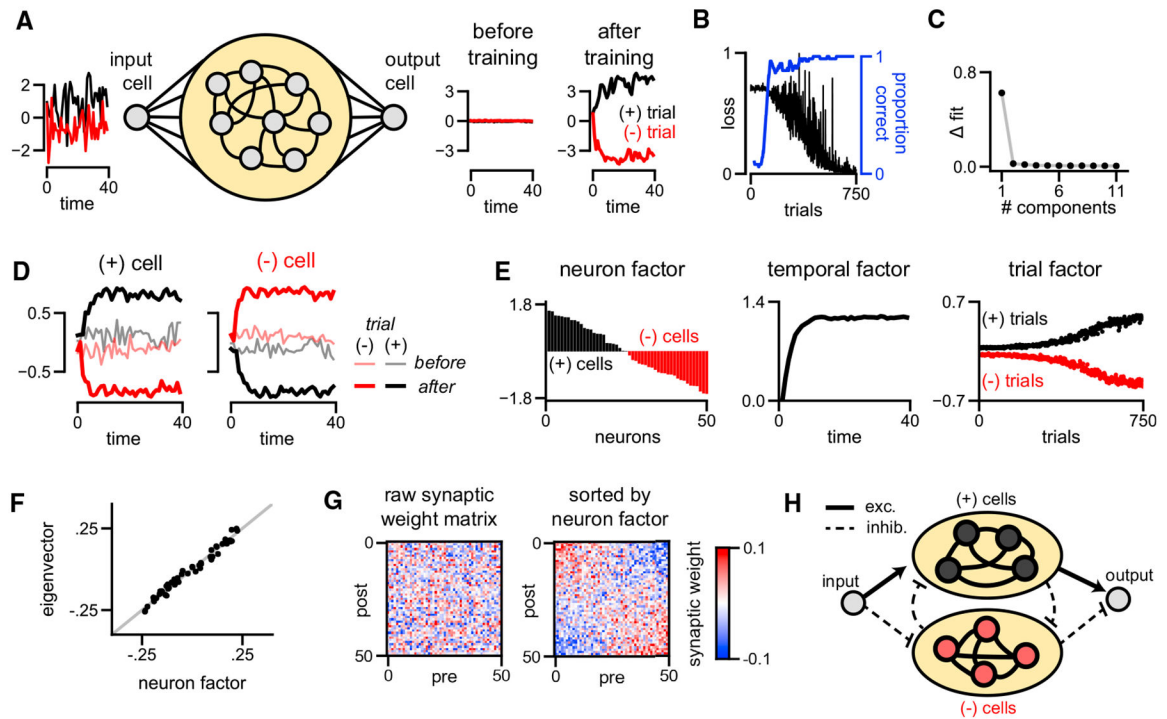 A
input
cell
output
cell
before
training
after
training
2
0
−2
0
40
time
3
0
−3
0
40
time
3
0
−3
(+) trial
(-) trial
0
40
time
B
1
loss
0
0
750
trials
1
proportion
correct
0
C
0.8
Δ fit
0.0
1
6
11
# components
D
(+) cell
(-) cell
0.5
−0.5
0
40
time
0
40
time
trial
(-) (+)
before
after
E
neuron factor
1.8
−1.8
(+) cells
(-) cells
50
neurons
temporal factor
1.4
0.0
0
40
time
trial factor
0.7
−0.7
(+) trials
(-) trials
0
750
trials
F
eigenvector
.25
-.25
-.25
.25
neuron factor
G
raw synaptic
weight matrix
sorted by
neuron factor
0
post
50
0
pre
50
0
post
50
0
pre
50
0.1
synaptic weight
-0.1
H
exc.
inhib.
(+) cells
input
output
(-) cells